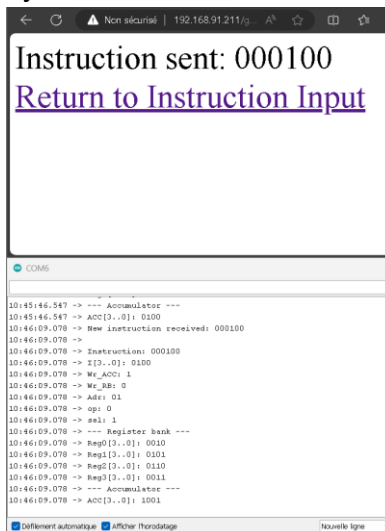 Non sécurisé | 192.168.91.211/g...
Instruction sent: 000100
Return to Instruction Input
COM6
10:45:46.547 -> --- Accumulator ---
10:45:46.547 -> ACC[3..0]: 0100
10:46:09.078 -> New instruction received: 000100
10:46:09.078 ->
10:46:09.078 -> Instruction: 000100
10:46:09.078 -> I[3..0]: 0100
10:46:09.078 -> Wr_ACC: 1
10:46:09.078 -> Wr_RB: 0
10:46:09.078 -> Adr: 01
10:46:09.078 -> op: 0
10:46:09.078 -> sel: 1
10:46:09.078 -> --- Register bank ---
10:46:09.078 -> Reg0[3..0]: 0010
10:46:09.078 -> Reg1[3..0]: 0101
10:46:09.078 -> Reg2[3..0]: 0110
10:46:09.078 -> Reg3[3..0]: 0011
10:46:09.078 -> --- Accumulator ---
10:46:09.078 -> ACC[3..0]: 1001
Défilement automatique Afficher l'horodatage Nouvelle ligne